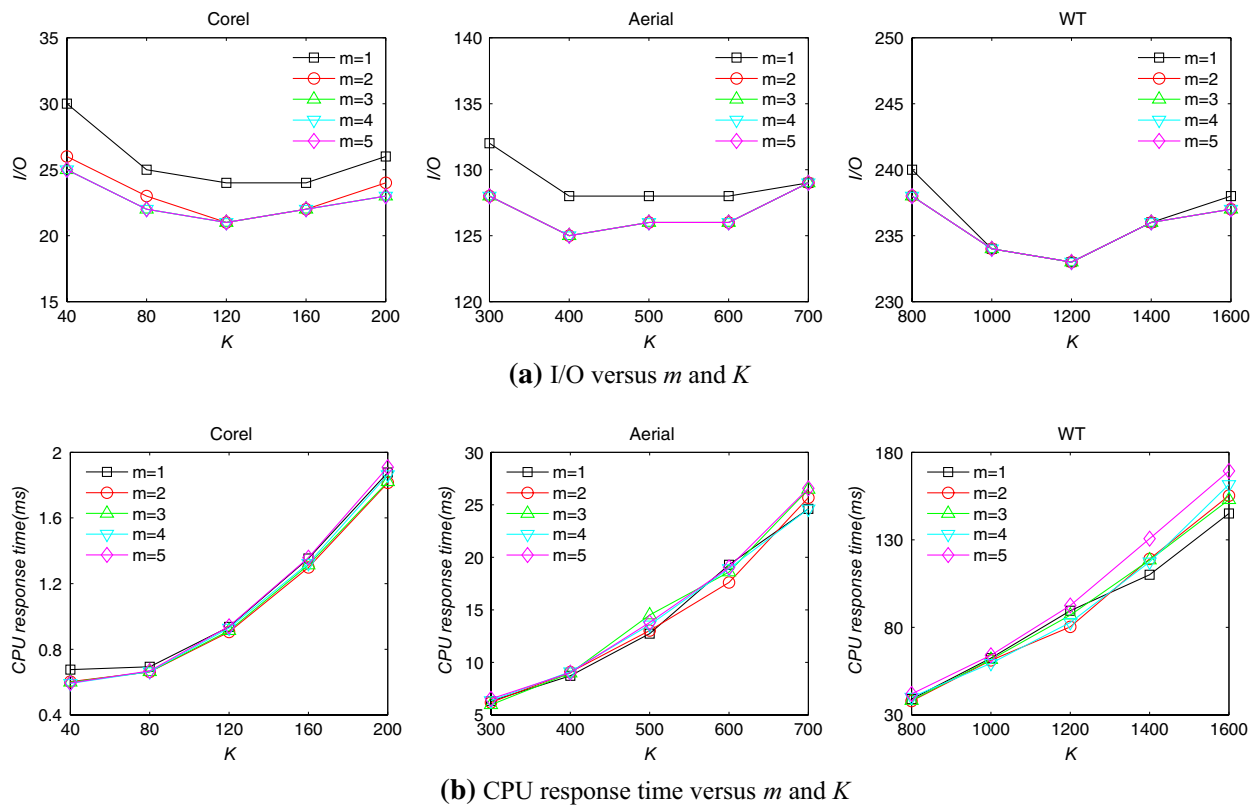 Corel
35
30
25
20
15
I/O
m=1
m=2
m=3
m=4
m=5
40 80 120 160 200
K
Aerial
140
135
130
125
120
I/O
m=1
m=2
m=3
m=4
m=5
300 400 500 600 700
K
WT
250
245
240
235
230
I/O
m=1
m=2
m=3
m=4
m=5
800 1000 1200 1400 1600
K
(a) I/O versus m and K
Corel
2
1.6
1.2
0.8
0.4
CPU response time(ms)
m=1
m=2
m=3
m=4
m=5
40 80 120 160 200
K
Aerial
30
25
20
15
10
5
CPU response time(ms)
m=1
m=2
m=3
m=4
m=5
300 400 500 600 700
K
WT
180
130
80
30
CPU response time(ms)
m=1
m=2
m=3
m=4
m=5
800 1000 1200 1400 1600
K
(b) CPU response time versus m and K